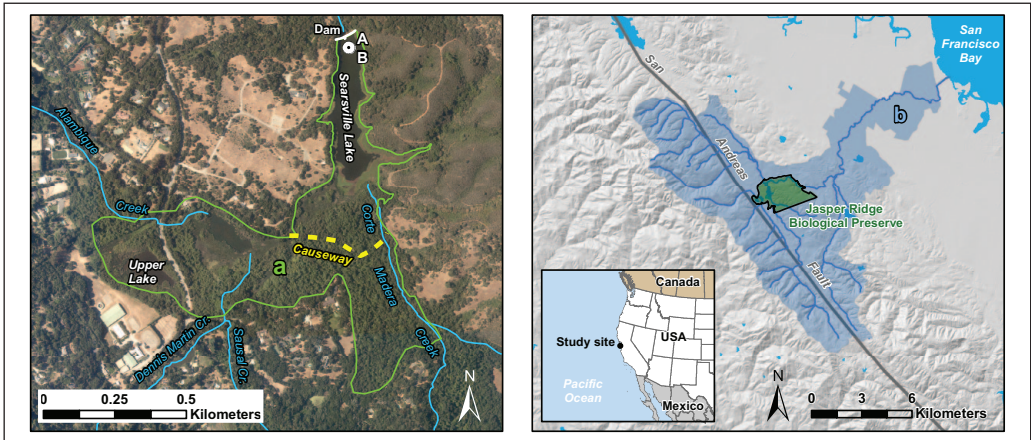 Dam
A
B
Searsville Lake
Alambique
Creek
Upper
Lake
a
Causeway
Corte
Madera
Creek
Dennis Martin Cr.
Sausal Cr.
0 0.25 0.5
Kilometers
N
San
Francisco
Bay
San
Andreas
Fault
b
Jasper Ridge
Biological Preserve
Canada
USA
Study site
Pacific
Ocean
Mexico
N
0 3 6
Kilometers